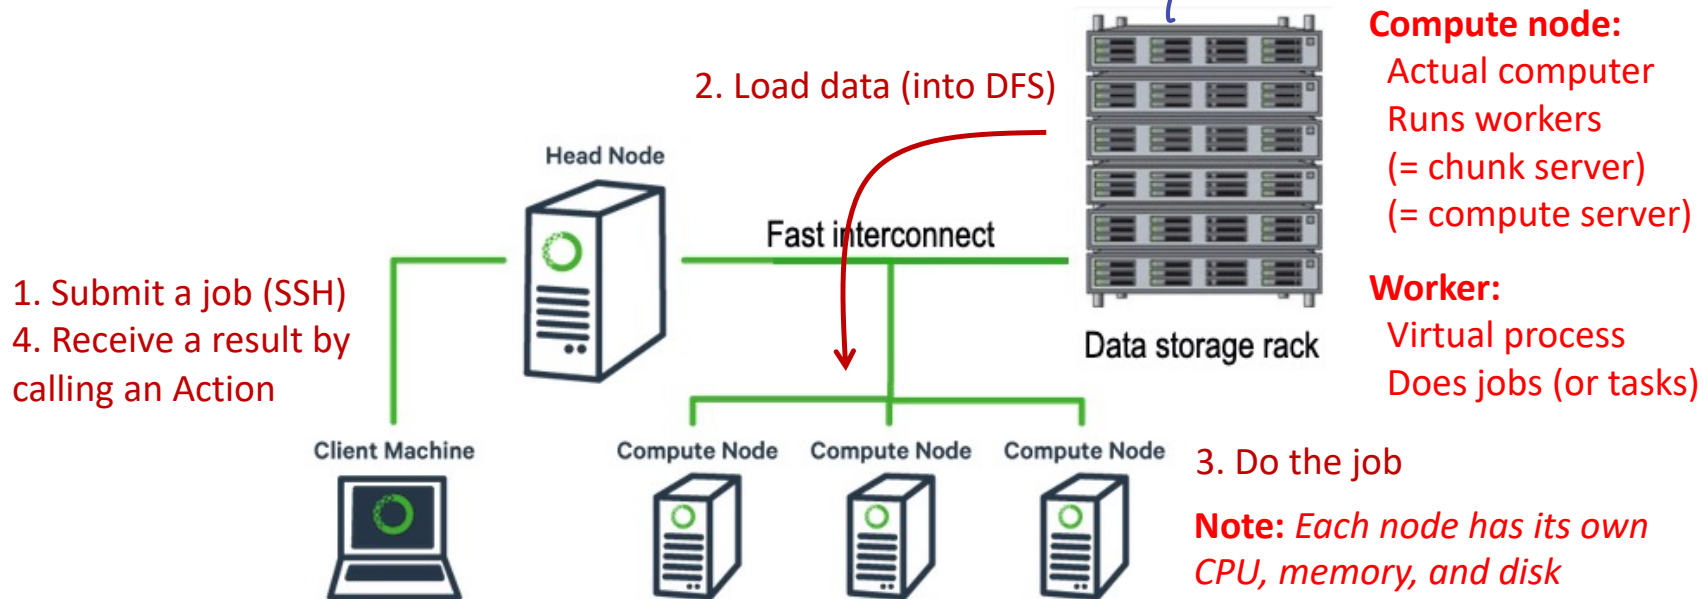 2. Load data (into DFS)
Head Node
Fast interconnect
1. Submit a job (SSH)
4. Receive a result by
calling an Action
Data storage rack
Compute node:
Actual computer
Runs workers
(= chunk server)
(= compute server)
Worker:
Virtual process
Does jobs (or tasks)
Client Machine
Compute Node
Compute Node
Compute Node
3. Do the job
Note: Each node has its own
CPU, memory, and disk